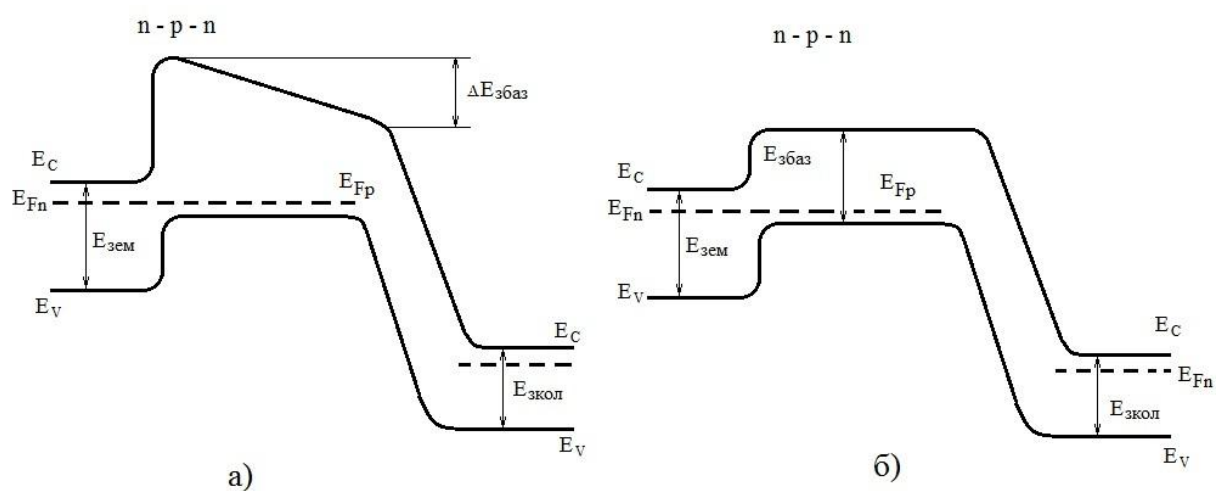 n - p - n
ΔEзбаз
EC
EFn
EFp
Eзем
EV
EC
Eзкол
EV
а)
n - p - n
EC
Eзбаз
EFn
EFp
Eзем
EV
EC
EFn
Eзкол
EV
б)